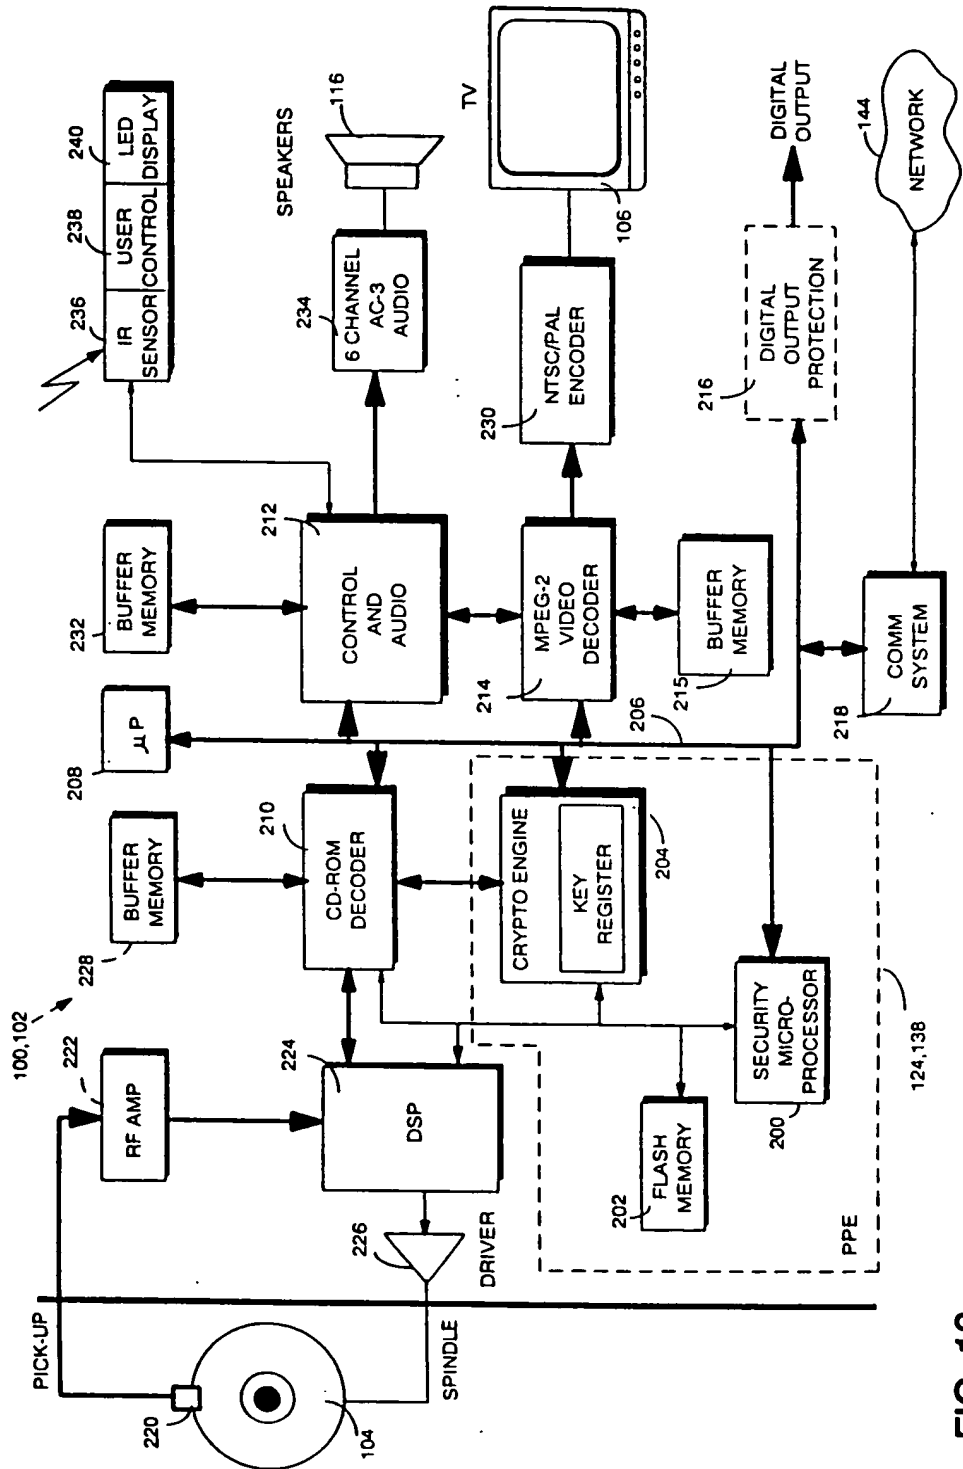 100,102
PICK-UP
220
104
SPINDLE
222
RF AMP
228
BUFFER
MEMORY
208
μP
232
BUFFER
MEMORY
236
238
240
IR
SENSOR
USER
CONTROL
LED
DISPLAY
226
DRIVER
224
DSP
210
CD-ROM
DECODER
212
CONTROL
AND
AUDIO
234
6 CHANNEL
AC-3
AUDIO
SPEAKERS
116
CRYPTO ENGINE
KEY
REGISTER
204
214
MPEG-2
VIDEO
DECODER
230
NTSC/PAL
ENCODER
TV
106
202
FLASH
MEMORY
200
SECURITY
MICRO-
PROCESSOR
206
215
BUFFER
MEMORY
216
DIGITAL
OUTPUT
PROTECTION
DIGITAL
OUTPUT
PPE
124,138
218
COMM
SYSTEM
144
NETWORK
FIG.